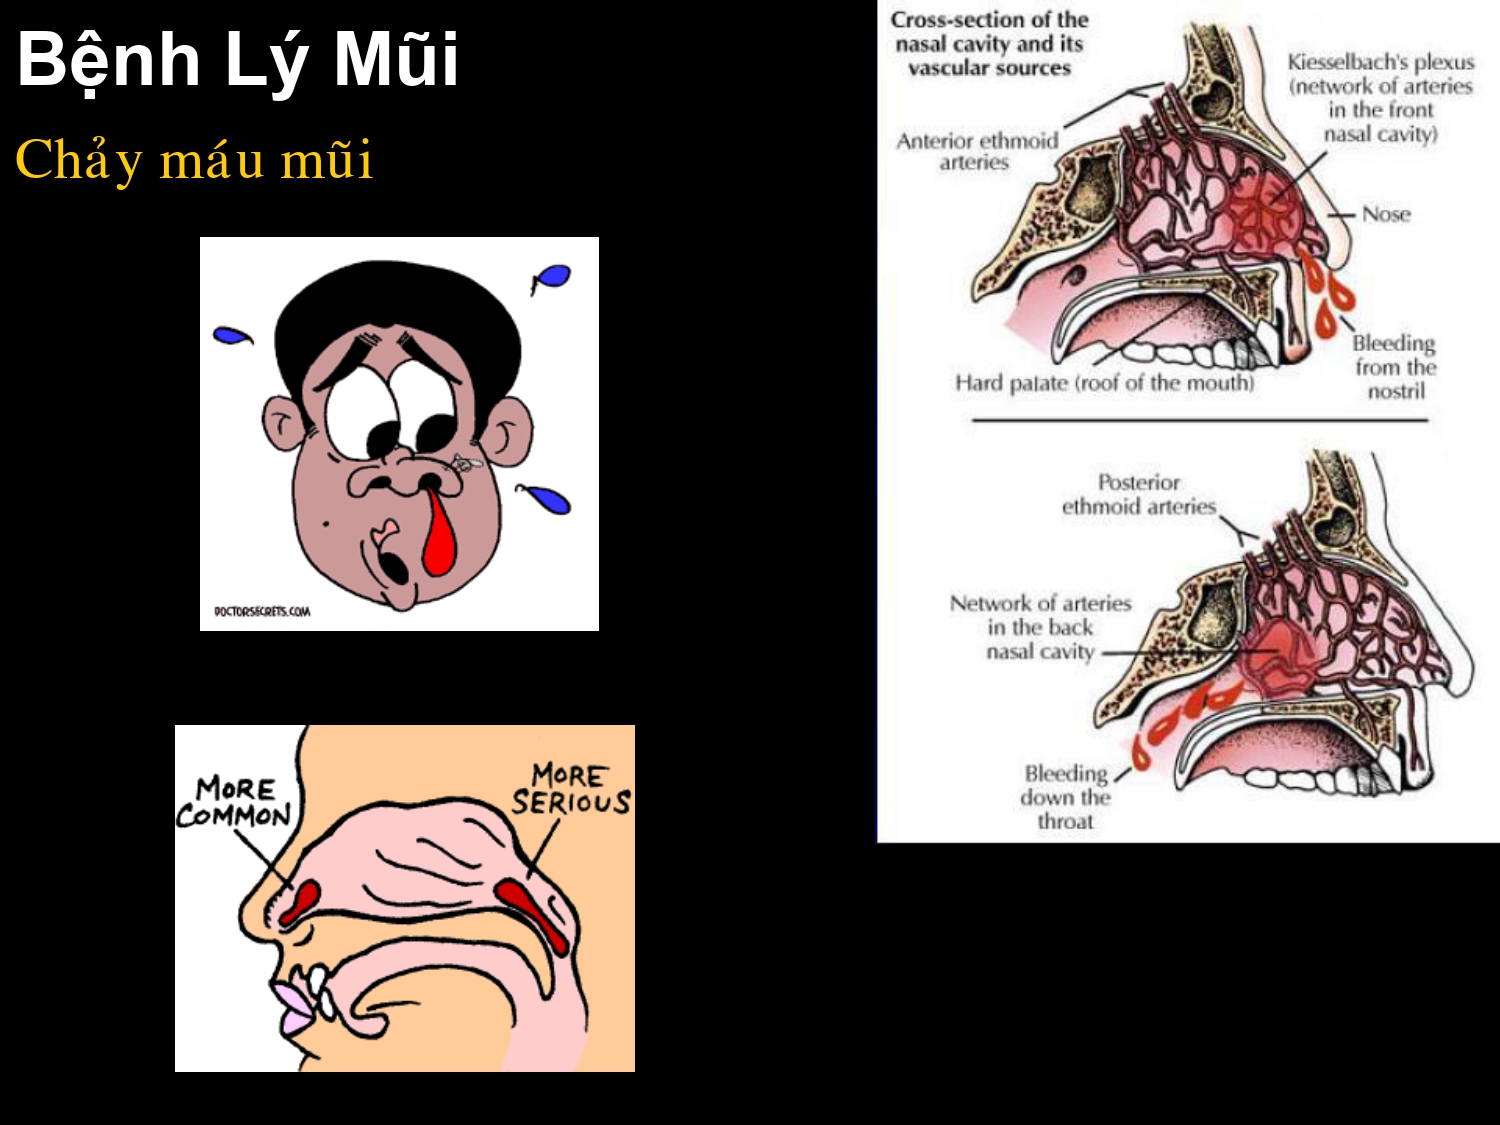 Bệnh Lý Mũi
Chảy máu mũi
DOCTORSECRETS.COM
MORE
COMMON
MORE
SERIOUS
Cross-section of the
nasal cavity and its
vascular sources
Kiesselbach's plexus
(network of arteries
in the front
nasal cavity)
Anterior ethmoid
arteries
Nose
Bleeding
from the
nostril
Hard palate (roof of the mouth)
Posterior
ethmoid arteries
Network of arteries
in the back
nasal cavity
Bleeding
down the
throat